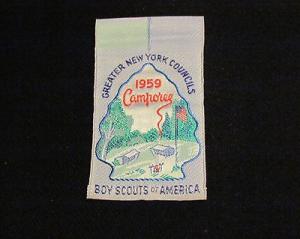 GREATER NEW YORK COUNCILS
1959
Camporee
BOY SCOUTS OF AMERICA